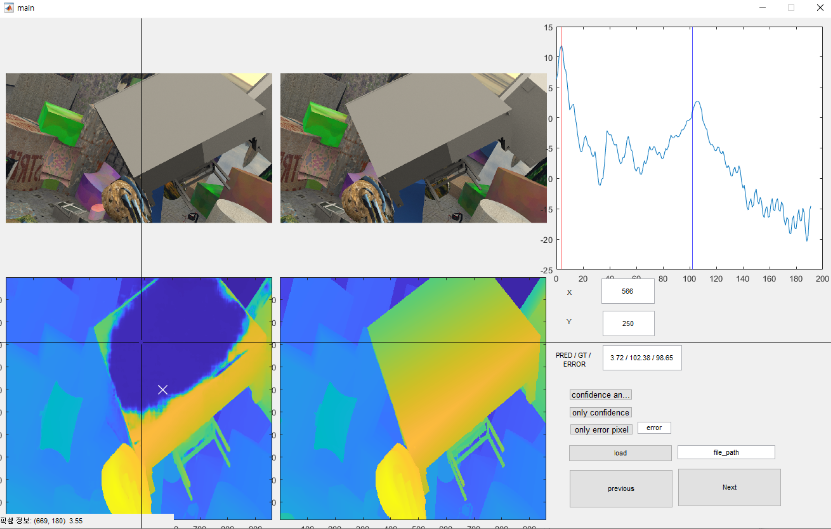 main
15
10
5
0
-5
-10
-15
-20
-25
0 20 40 60 80 100 120 140 160 180 200
X 566
Y 250
PRED / GT / ERROR
3.72 / 102.38 / 98.65
confidence an...
only confidence
only error pixel error
load file_path
previous Next
픽셀 정보: (669, 180) 3.55